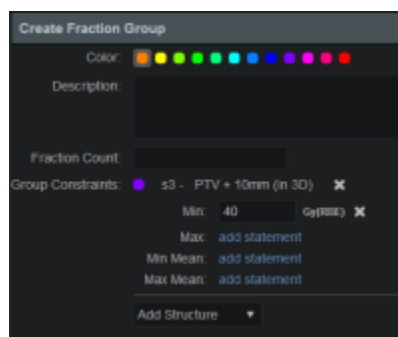 Create Fraction Group
Color:
Description:
Fraction Count:
Group Constraints: s3 - PTV + 10mm (in 3D)
Min: 40 Gy(RBE)
Max: add statement
Min Mean: add statement
Max Mean: add statement
Add Structure